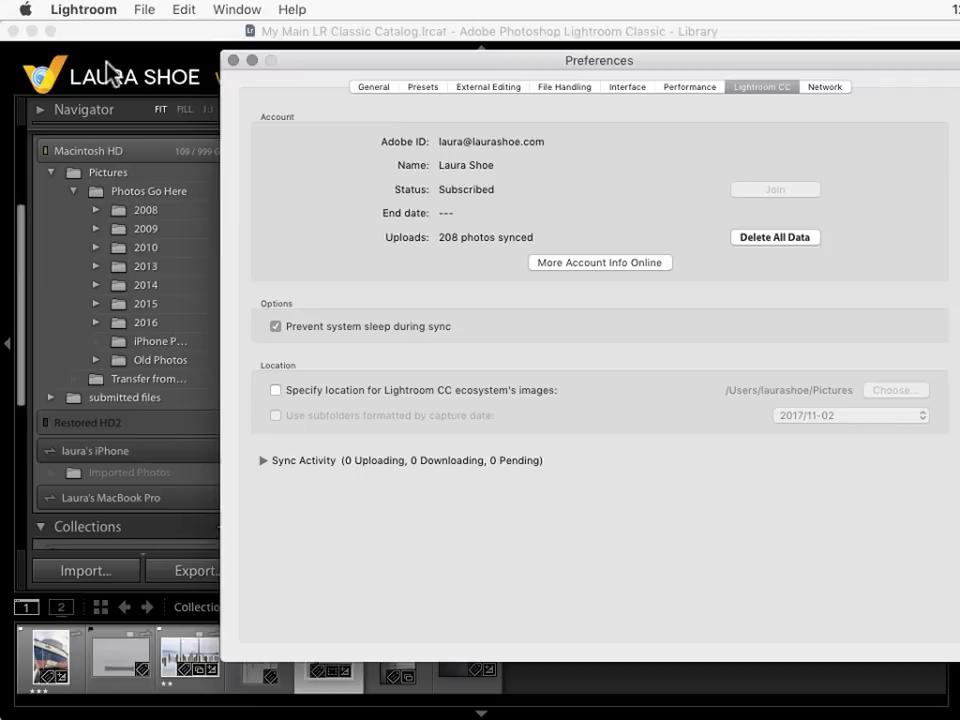 Lightroom File Edit Window Help 12
My Main LR Classic Catalog.lrcat - Adobe Photoshop Lightroom Classic - Library
LAURA SHOE
Preferences
General Presets External Editing File Handling Interface Performance Lightroom CC Network
Navigator FIT FILL 1:1
Account
Adobe ID: laura@laurashoe.com
Macintosh HD 109 / 999 G
Name: Laura Shoe
Pictures
Status: Subscribed Join
Photos Go Here
2008
End date: ---
2009
Uploads: 208 photos synced Delete All Data
2010
More Account Info Online
2013
2014
2015
Options
2016
Prevent system sleep during sync
iPhone P...
Old Photos
Location
Transfer from...
Specify location for Lightroom CC ecosystem's images: /Users/laurashoe/Pictures Choose...
submitted files
Use subfolders formatted by capture date: 2017/11-02
Restored HD2
laura's iPhone
Sync Activity (0 Uploading, 0 Downloading, 0 Pending)
Imported Photos
Laura's MacBook Pro
Collections
Import... Export..
1 2 Collectio